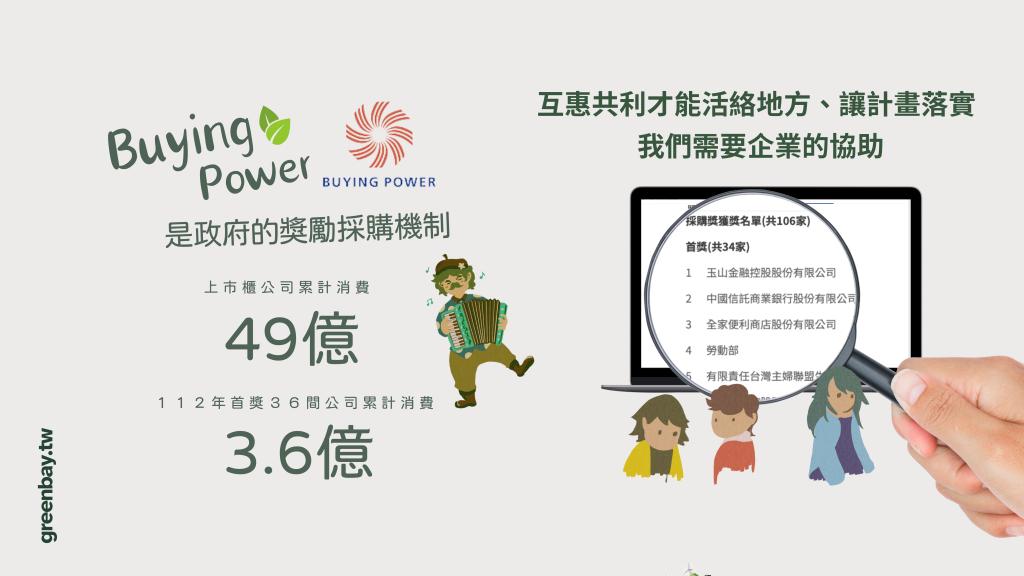 Buying
Power
BUYING POWER
是政府的獎勵採購機制
上市櫃公司累計消費
49億
112年首獎36間公司累計消費
3.6億
greenbay.tw
互惠共利才能活絡地方、讓計畫落實
我們需要企業的協助
採購獎獲獎名單(共106家)
首獎(共34家)
1 玉山金融控股股份有限公司
2 中國信託商業銀行股份有限公司
3 全家便利商店股份有限公司
4 勞動部
5 有限責任台灣主婦聯盟生